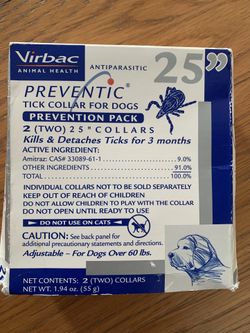 Virbac
ANIMAL HEALTH
ANTIPARASITIC
25”
PREVENTIC®
TICK COLLAR FOR DOGS
PREVENTION PACK
2 (TWO) 25" COLLARS
Kills & Detaches Ticks for 3 months
ACTIVE INGREDIENT:
Amitraz: CAS# 33089-61-1 9.0%
OTHER INGREDIENTS 91.0%
TOTAL 100.0%
INDIVIDUAL COLLARS NOT TO BE SOLD SEPARATELY
KEEP OUT OF REACH OF CHILDREN
DO NOT ALLOW CHILDREN TO PLAY WITH THE COLLAR
DO NOT OPEN UNTIL READY TO USE
DO NOT USE ON CATS
CAUTION: See back panel for
additional precautionary statements and directions.
Adjustable – For Dogs Over 60 lbs.
NET CONTENTS: 2 (TWO) COLLARS
NET WT. 1.94 OZ. (55 g)